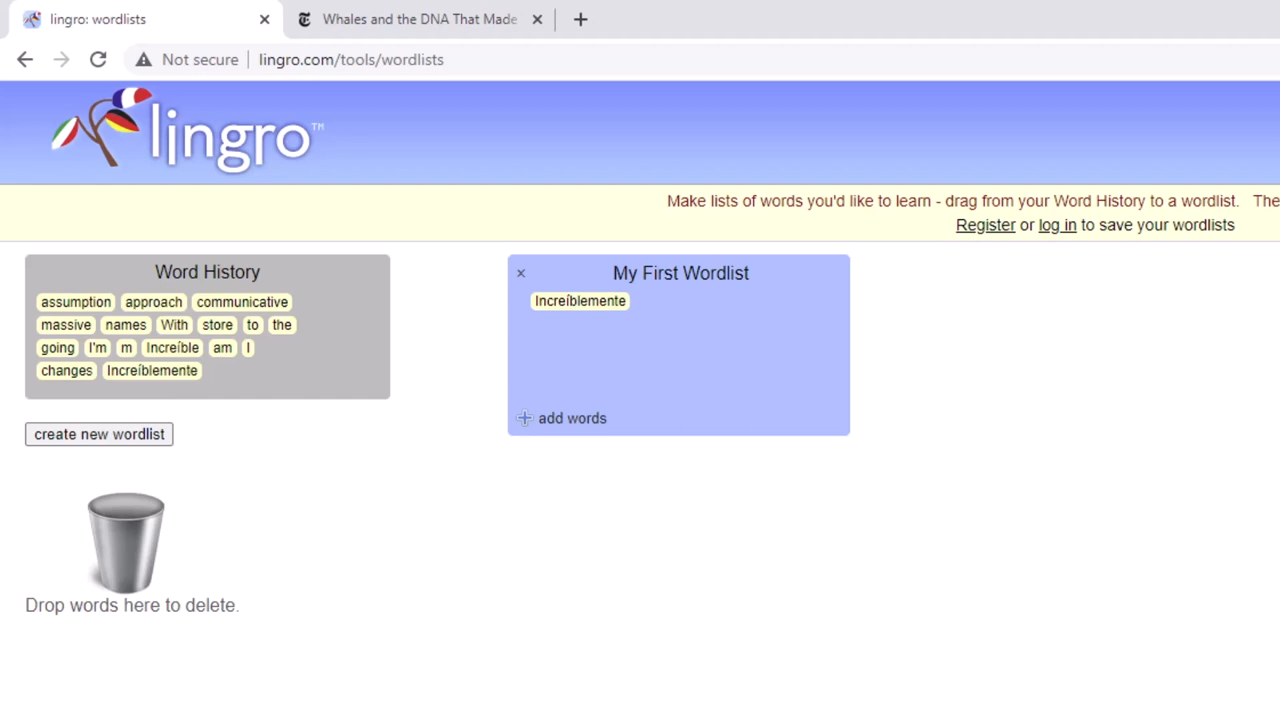 lingro: wordlists
Whales and the DNA That Made
Not secure
lingro.com/tools/wordlists
lingro™
Make lists of words you'd like to learn - drag from your Word History to a wordlist. The
Register or log in to save your wordlists
Word History
assumption approach communicative
massive names With store to the
going I'm m Increíble am I
changes Increíblemente
create new wordlist
Drop words here to delete.
× My First Wordlist
Increíblemente
add words